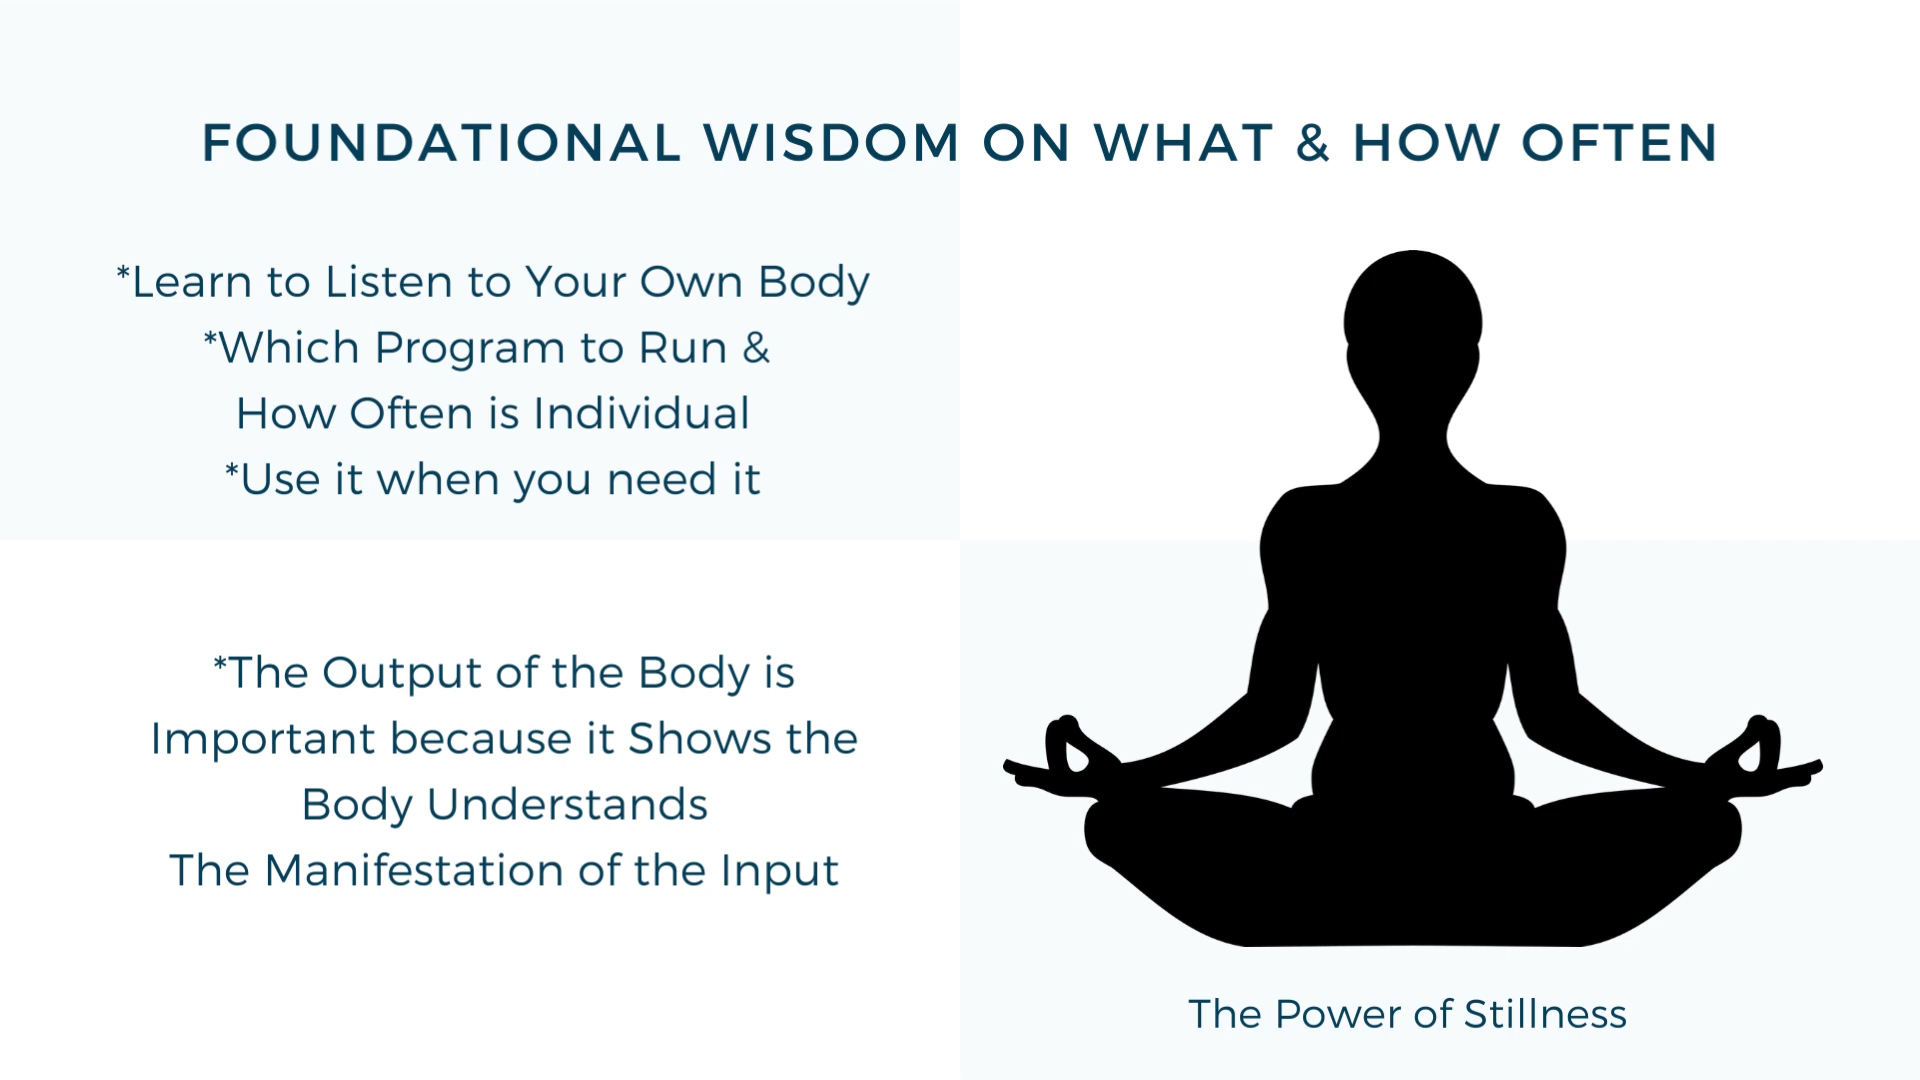 FOUNDATIONAL WISDOM ON WHAT & HOW OFTEN
*Learn to Listen to Your Own Body
*Which Program to Run &
How Often is Individual
*Use it when you need it
*The Output of the Body is
Important because it Shows the
Body Understands
The Manifestation of the Input
The Power of Stillness